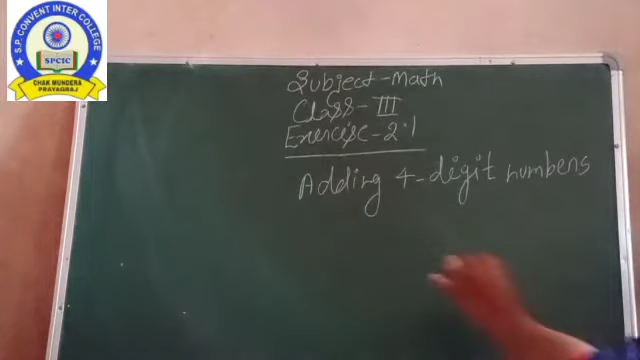 S.P. CONVENT INTER COLLEGE
SPCIC
CHAK MUNDERA
PRAYAGRAJ
Subject - Math
Class - III
Exercise - 2.1
Adding 4-digit numbers